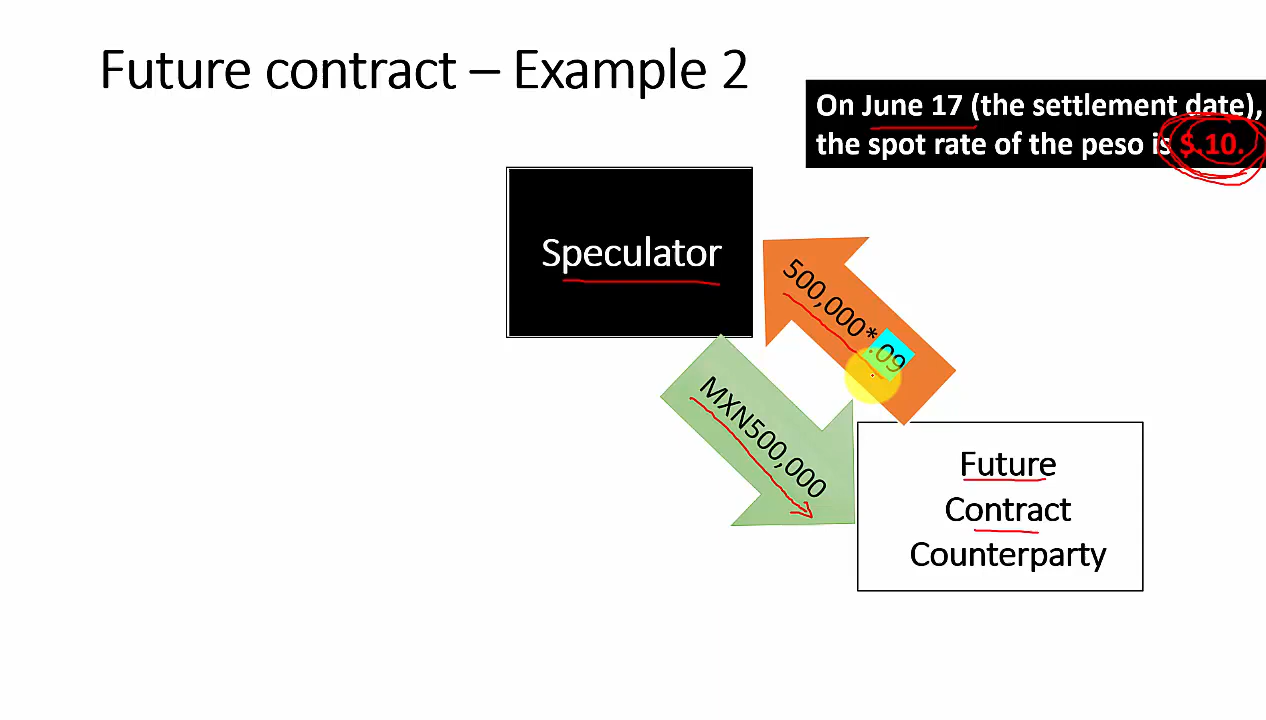 Future contract – Example 2
On June 17 (the settlement date),
the spot rate of the peso is $.10.
Speculator
500,000*.09
MXN500,000
Future
Contract
Counterparty